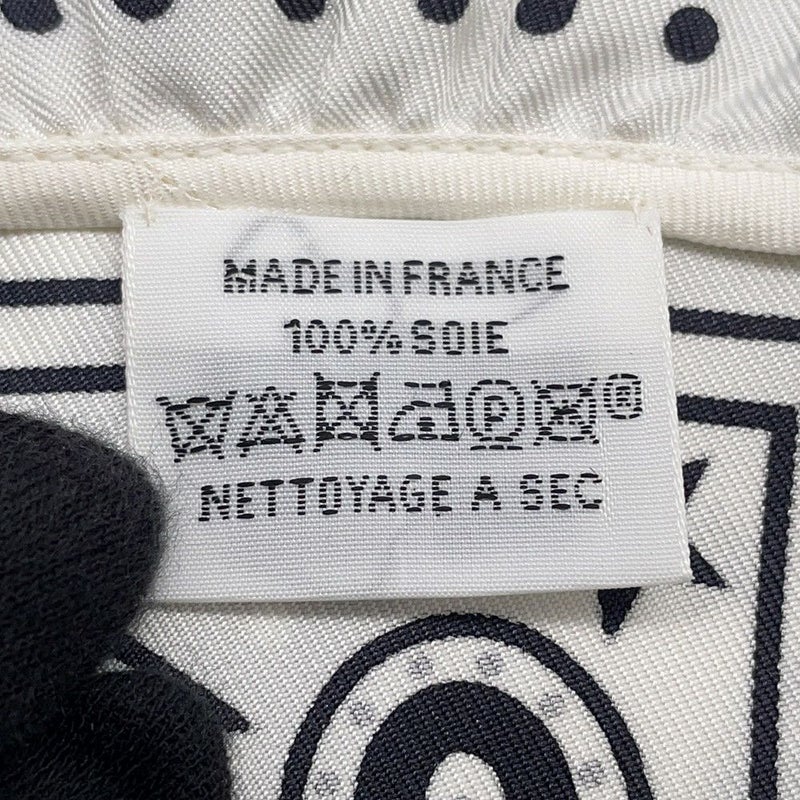 MADE IN FRANCE
100% SOIE
P ®
NETTOYAGE A SEC